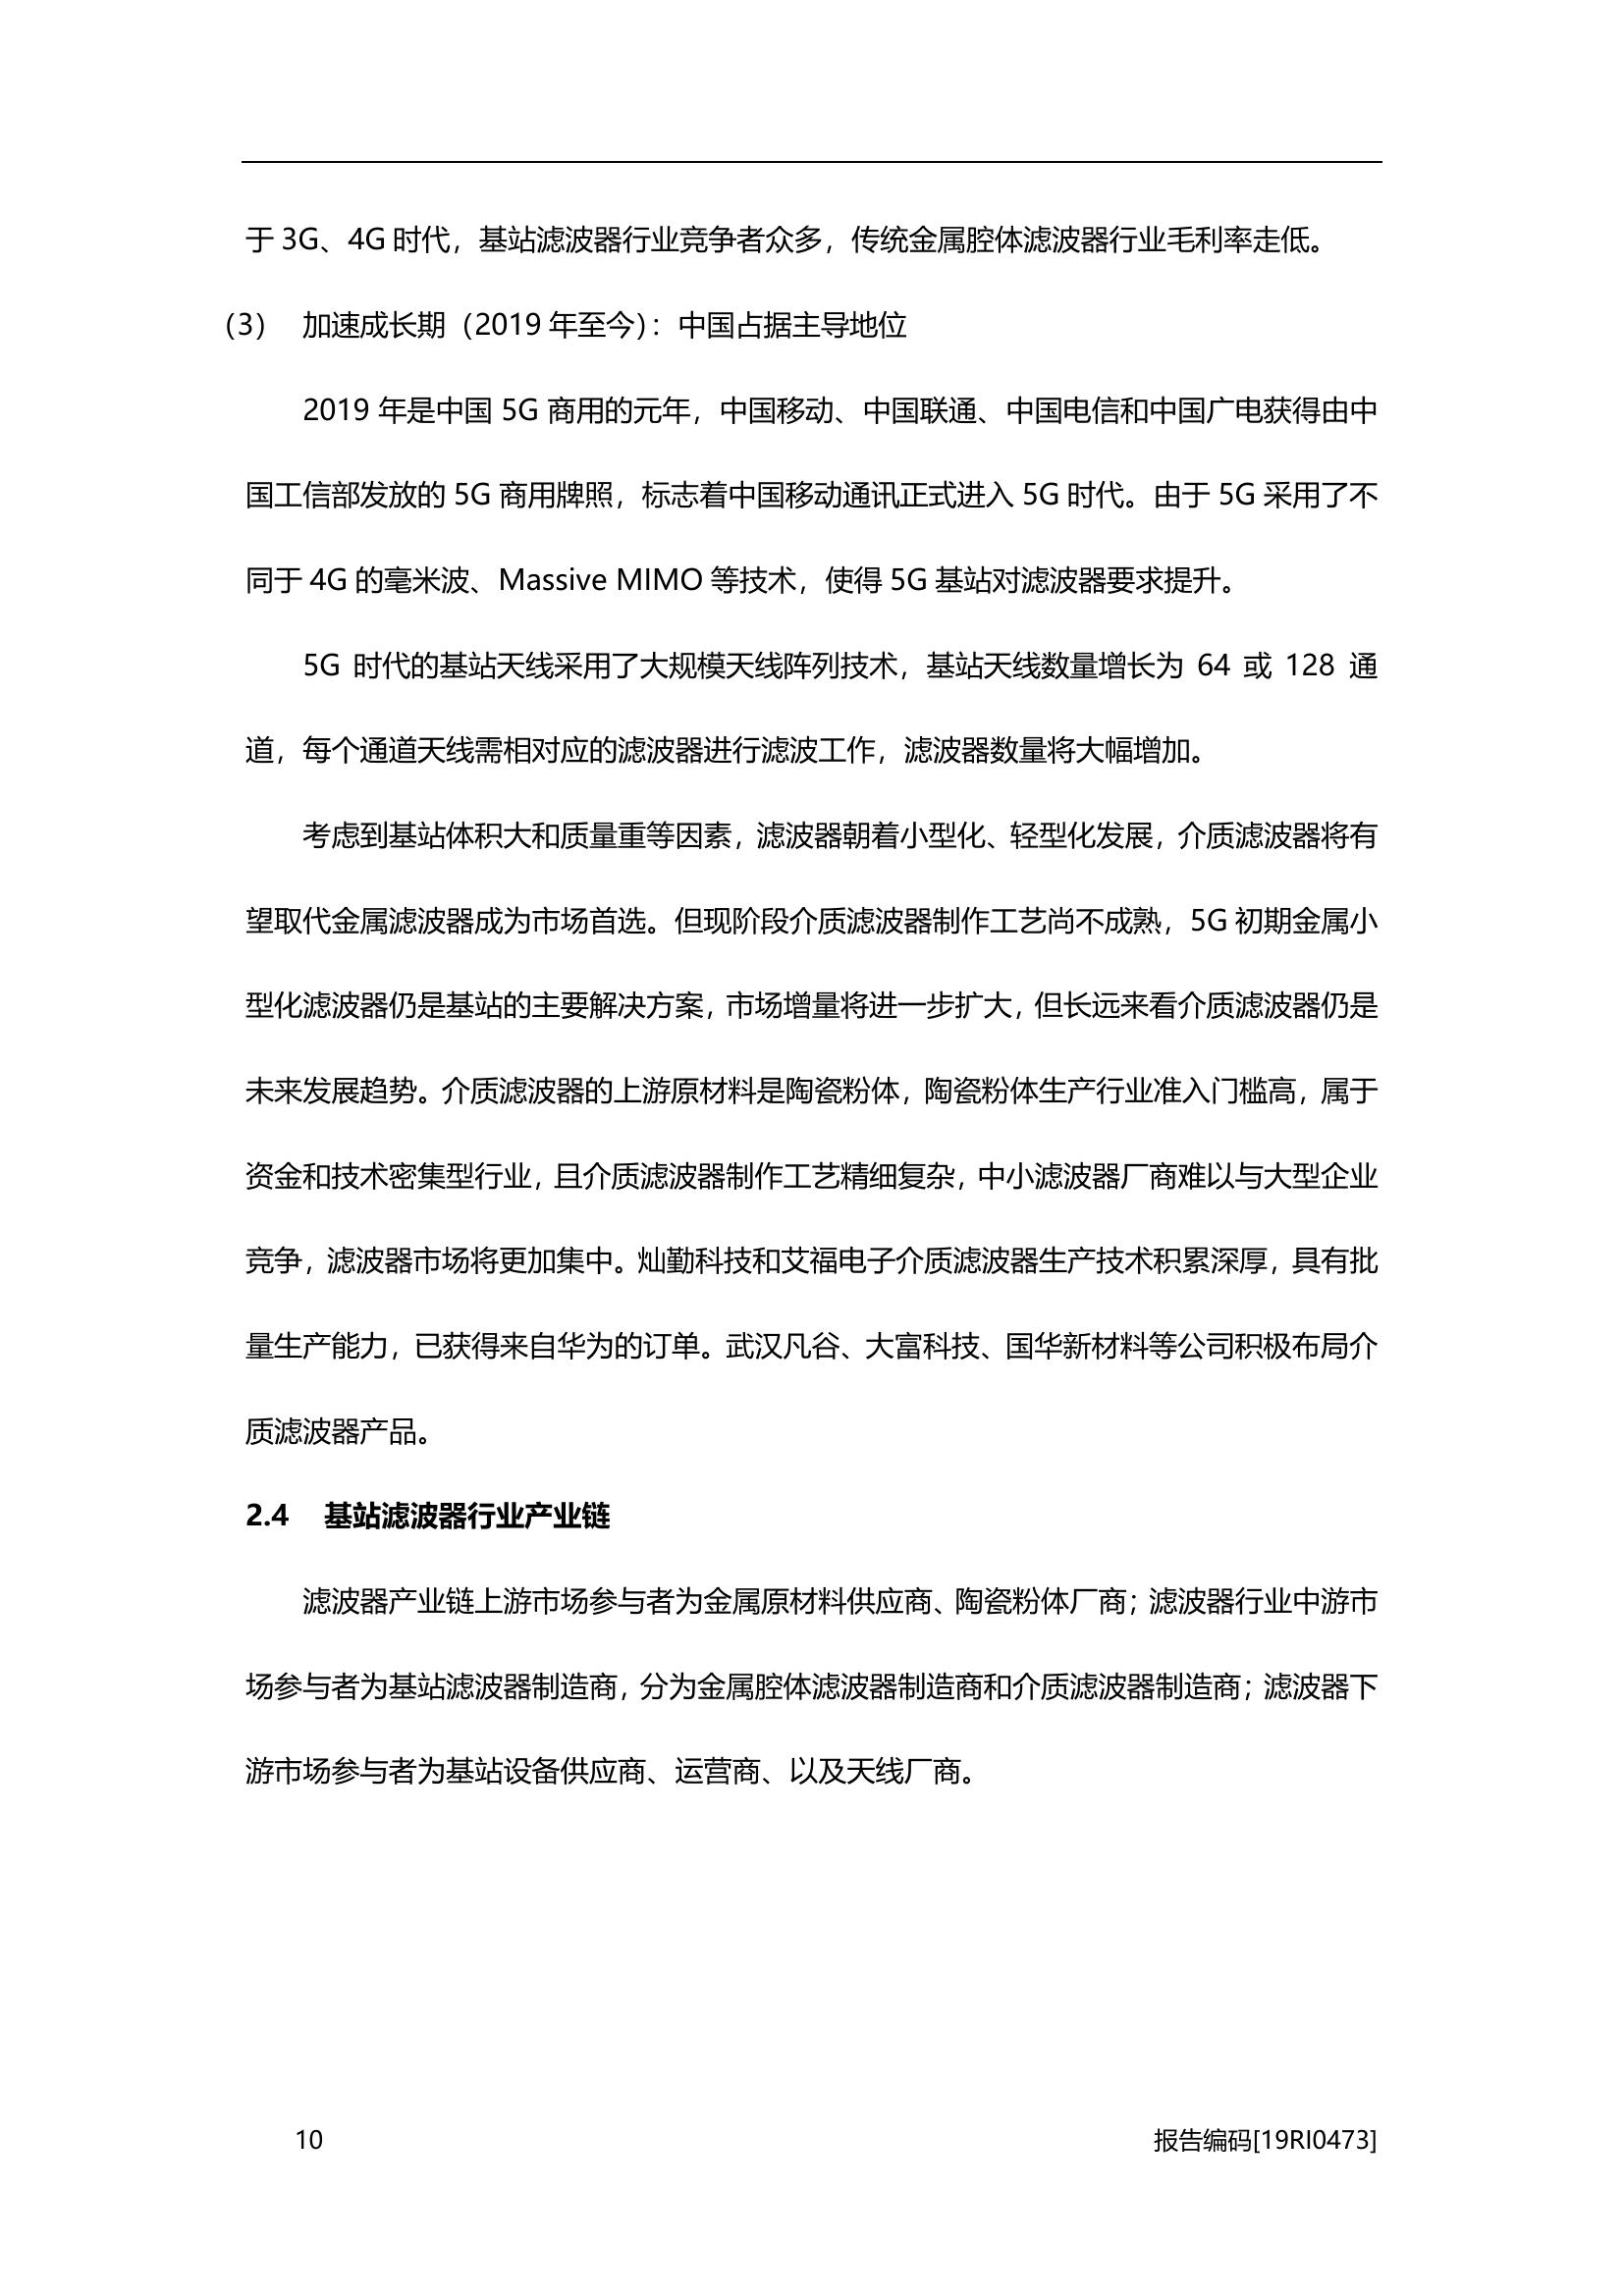 于 3G、4G 时代，基站滤波器行业竞争者众多，传统金属腔体滤波器行业毛利率走低。
（3） 加速成长期（2019 年至今）：中国占据主导地位
2019 年是中国 5G 商用的元年，中国移动、中国联通、中国电信和中国广电获得由中
国工信部发放的 5G 商用牌照，标志着中国移动通讯正式进入 5G 时代。由于 5G 采用了不
同于 4G 的毫米波、Massive MIMO 等技术，使得 5G 基站对滤波器要求提升。
5G 时代的基站天线采用了大规模天线阵列技术，基站天线数量增长为 64 或 128 通
道，每个通道天线需相对应的滤波器进行滤波工作，滤波器数量将大幅增加。
考虑到基站体积大和质量重等因素，滤波器朝着小型化、轻型化发展，介质滤波器将有
望取代金属滤波器成为市场首选。但现阶段介质滤波器制作工艺尚不成熟，5G 初期金属小
型化滤波器仍是基站的主要解决方案，市场增量将进一步扩大，但长远来看介质滤波器仍是
未来发展趋势。介质滤波器的上游原材料是陶瓷粉体，陶瓷粉体生产行业准入门槛高，属于
资金和技术密集型行业，且介质滤波器制作工艺精细复杂，中小滤波器厂商难以与大型企业
竞争，滤波器市场将更加集中。灿勤科技和艾福电子介质滤波器生产技术积累深厚，具有批
量生产能力，已获得来自华为的订单。武汉凡谷、大富科技、国华新材料等公司积极布局介
质滤波器产品。
2.4 基站滤波器行业产业链
滤波器产业链上游市场参与者为金属原材料供应商、陶瓷粉体厂商；滤波器行业中游市
场参与者为基站滤波器制造商，分为金属腔体滤波器制造商和介质滤波器制造商；滤波器下
游市场参与者为基站设备供应商、运营商、以及天线厂商。
10 报告编码[19RI0473]